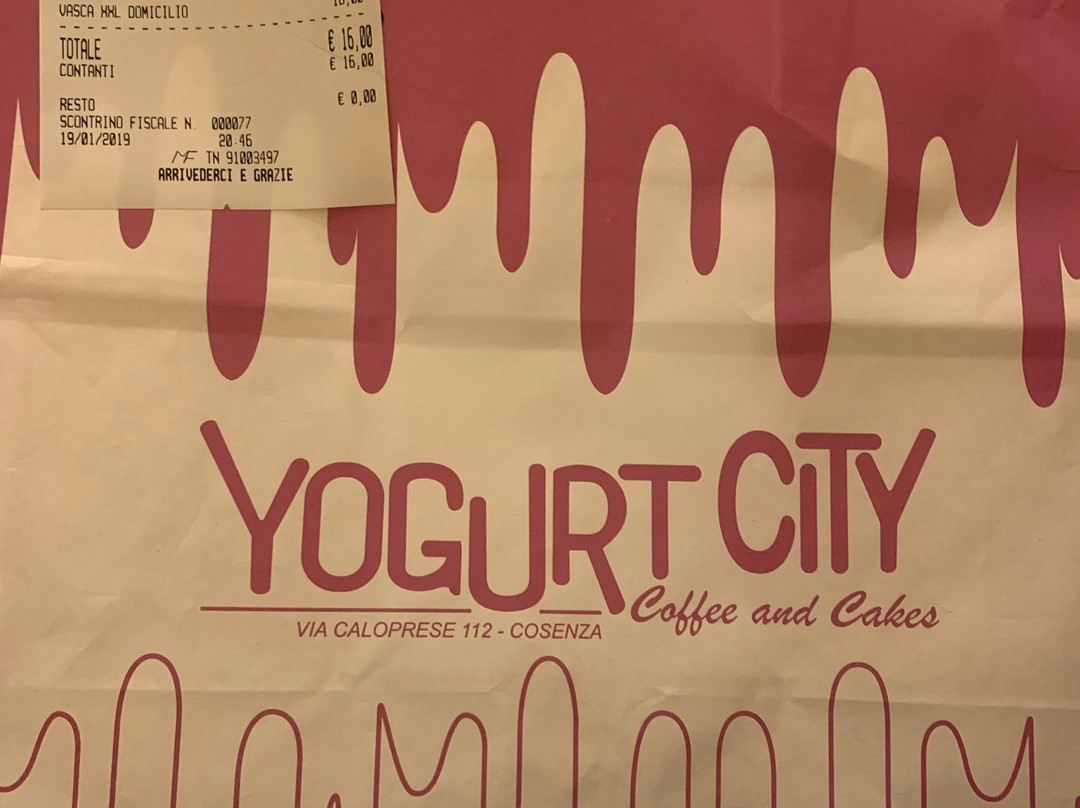 VASCA XXL DOMICILIO
TOTALE € 16,00
CONTANTI € 16,00
RESTO € 0,00
SCONTRINO FISCALE N. 000077
19/01/2019 20-46
MF TN 91003497
ARRIVEDERCI E GRAZIE
YOGURT CiTY
Coffee and Cakes
VIA CALOPRESE 112 - COSENZA